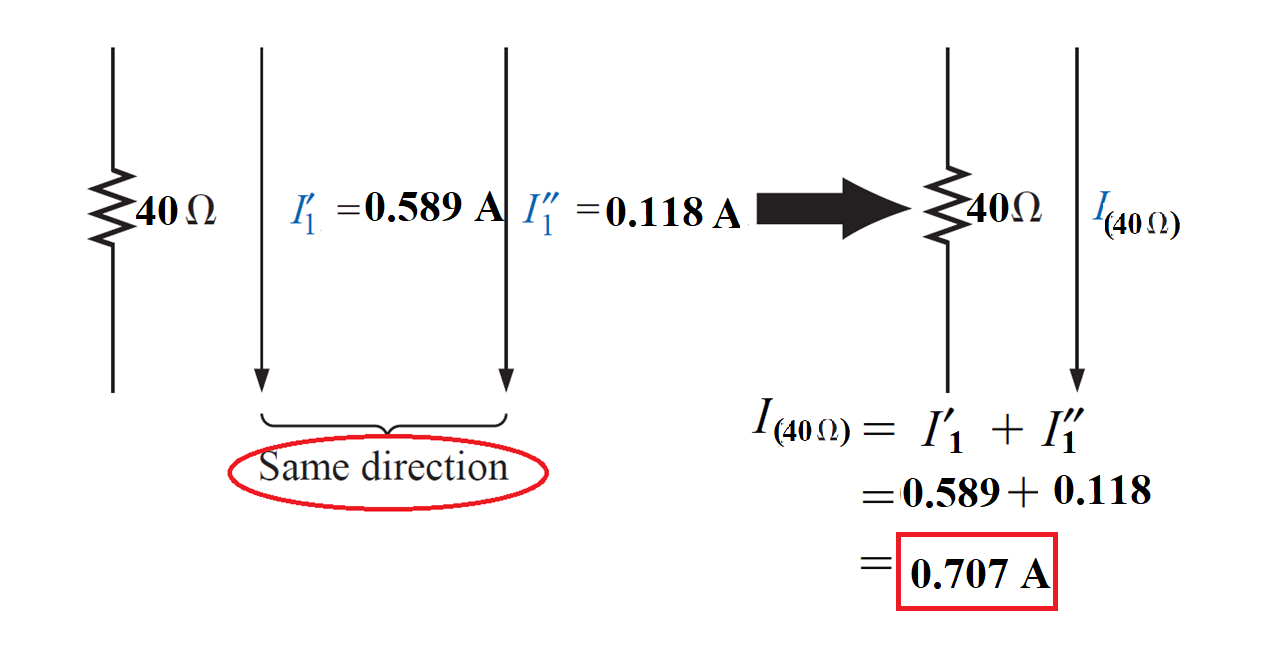 40 Ω I′₁ = 0.589 A I″₁ = 0.118 A 40Ω I(40 Ω)
Same direction
I(40 Ω) = I′₁ + I″₁
= 0.589 + 0.118
= 0.707 A